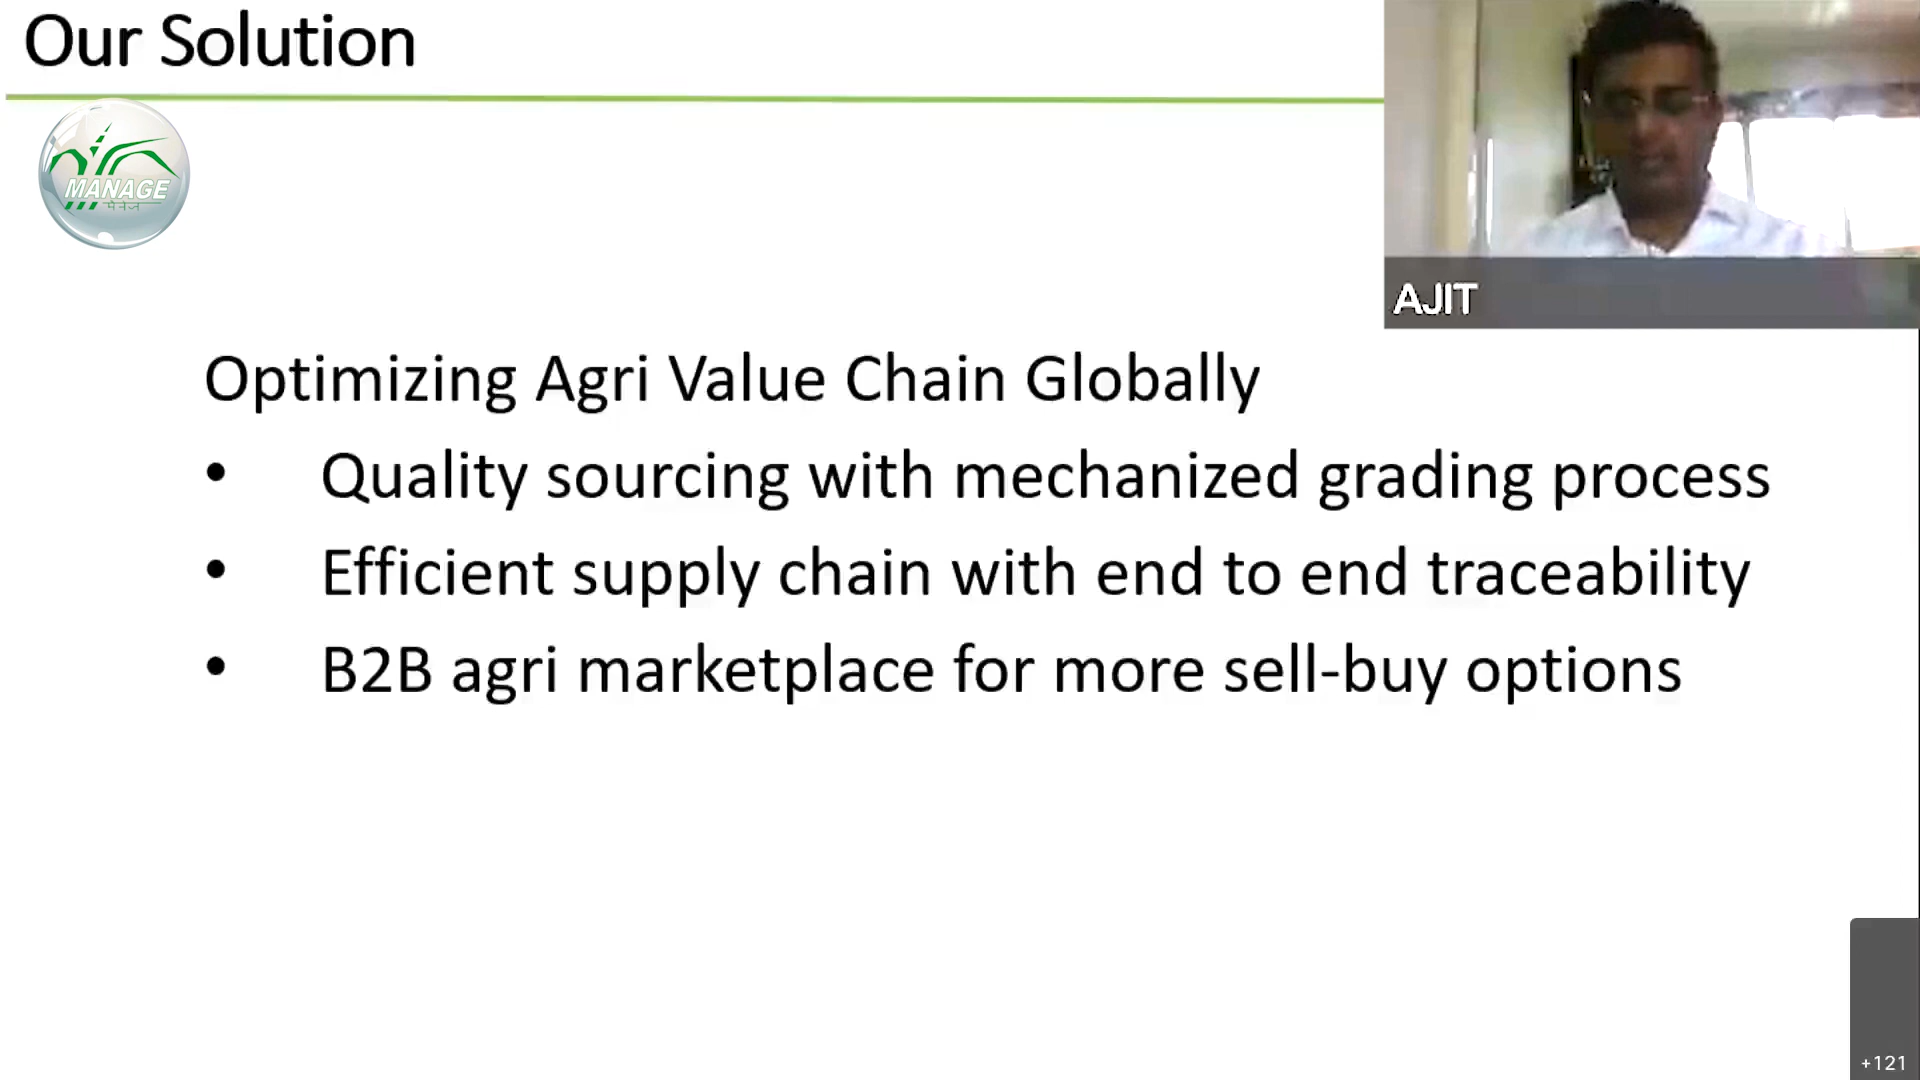 Our Solution
MANAGE
मैनेज
AJIT
Optimizing Agri Value Chain Globally
• Quality sourcing with mechanized grading process
• Efficient supply chain with end to end traceability
• B2B agri marketplace for more sell-buy options
+121